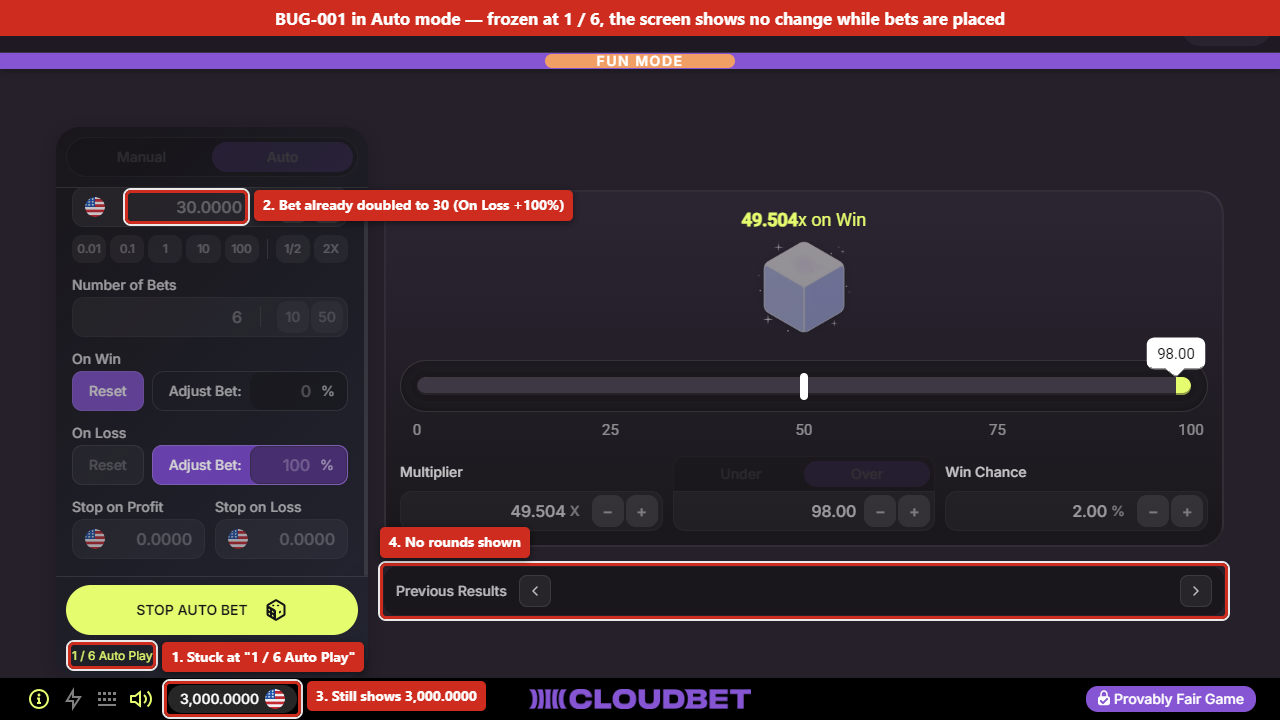 BUG-001 in Auto mode — frozen at 1 / 6, the screen shows no change while bets are placed
FUN MODE
Manual
Auto
30.0000
2. Bet already doubled to 30 (On Loss +100%)
0.01
0.1
1
10
100
1/2
2X
Number of Bets
6
10
50
On Win
Reset
Adjust Bet:
0 %
On Loss
Reset
Adjust Bet:
100 %
Stop on Profit
Stop on Loss
0.0000
0.0000
STOP AUTO BET
1 / 6 Auto Play
1. Stuck at "1 / 6 Auto Play"
49.504x on Win
98.00
0
25
50
75
100
Multiplier
Under
Over
Win Chance
49.504 X
−
+
98.00
−
+
2.00 %
−
+
4. No rounds shown
Previous Results
3,000.0000
3. Still shows 3,000.0000
CLOUDBET
Provably Fair Game